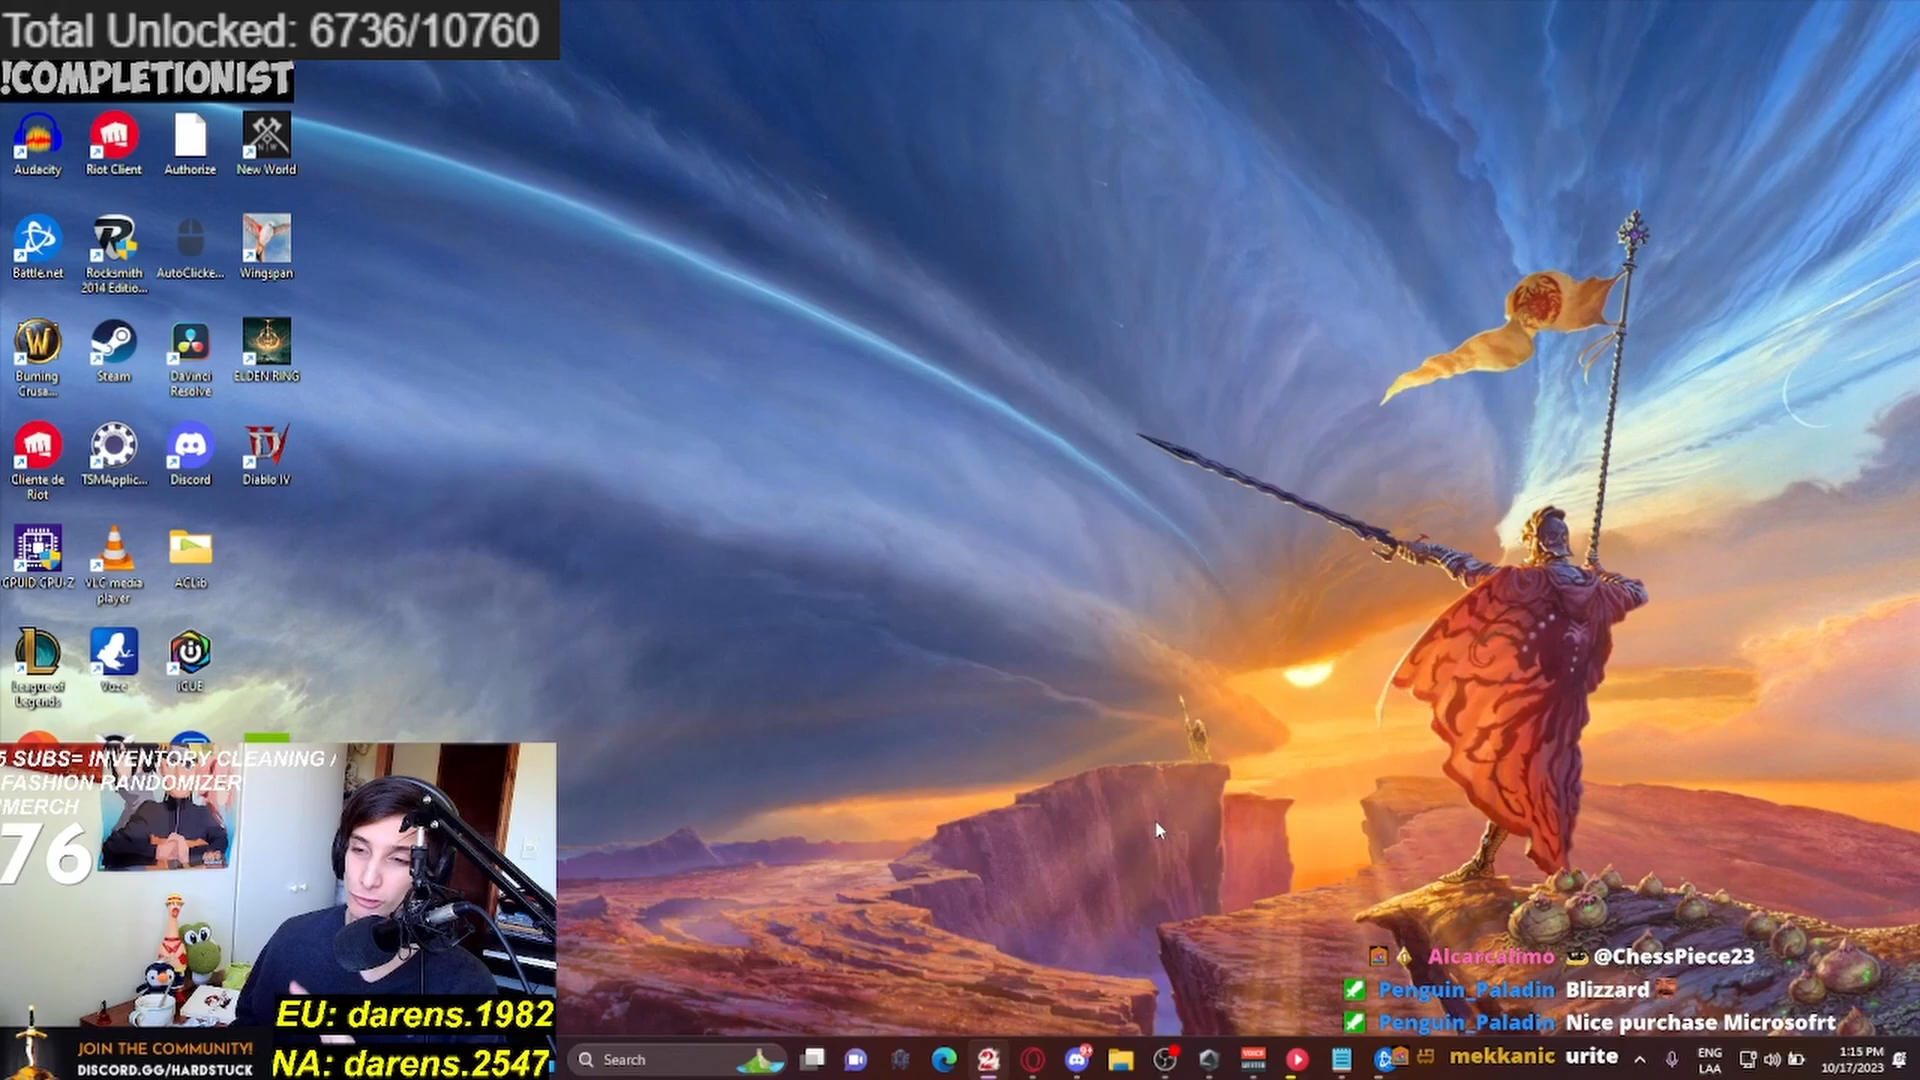 Total Unlocked: 6736/10760
!COMPLETIONIST
Audacity
Riot Client
Authorize
New World
Battle.net
Rocksmith
2014 Editio...
AutoClicke...
Wingspan
Burning
Crusa...
Steam
DaVinci
Resolve
ELDEN RING
Cliente de
Riot
TSMApplic...
Discord
Diablo IV
CPUID CPU-Z
VLC media
player
ACLib
League of
Legends
Vuze
iCUE
5 SUBS= INVENTORY CLEANING /
FASHION RANDOMIZER
!MERCH
76
EU: darens.1982
NA: darens.2547
JOIN THE COMMUNITY!
DISCORD.GG/HARDSTUCK
Alcarcalimo @ChessPiece23
Penguin_Paladin Blizzard
Penguin_Paladin Nice purchase Microsofrt
mekkanic urite
Search
ENG
LAA
1:15 PM
10/17/2023